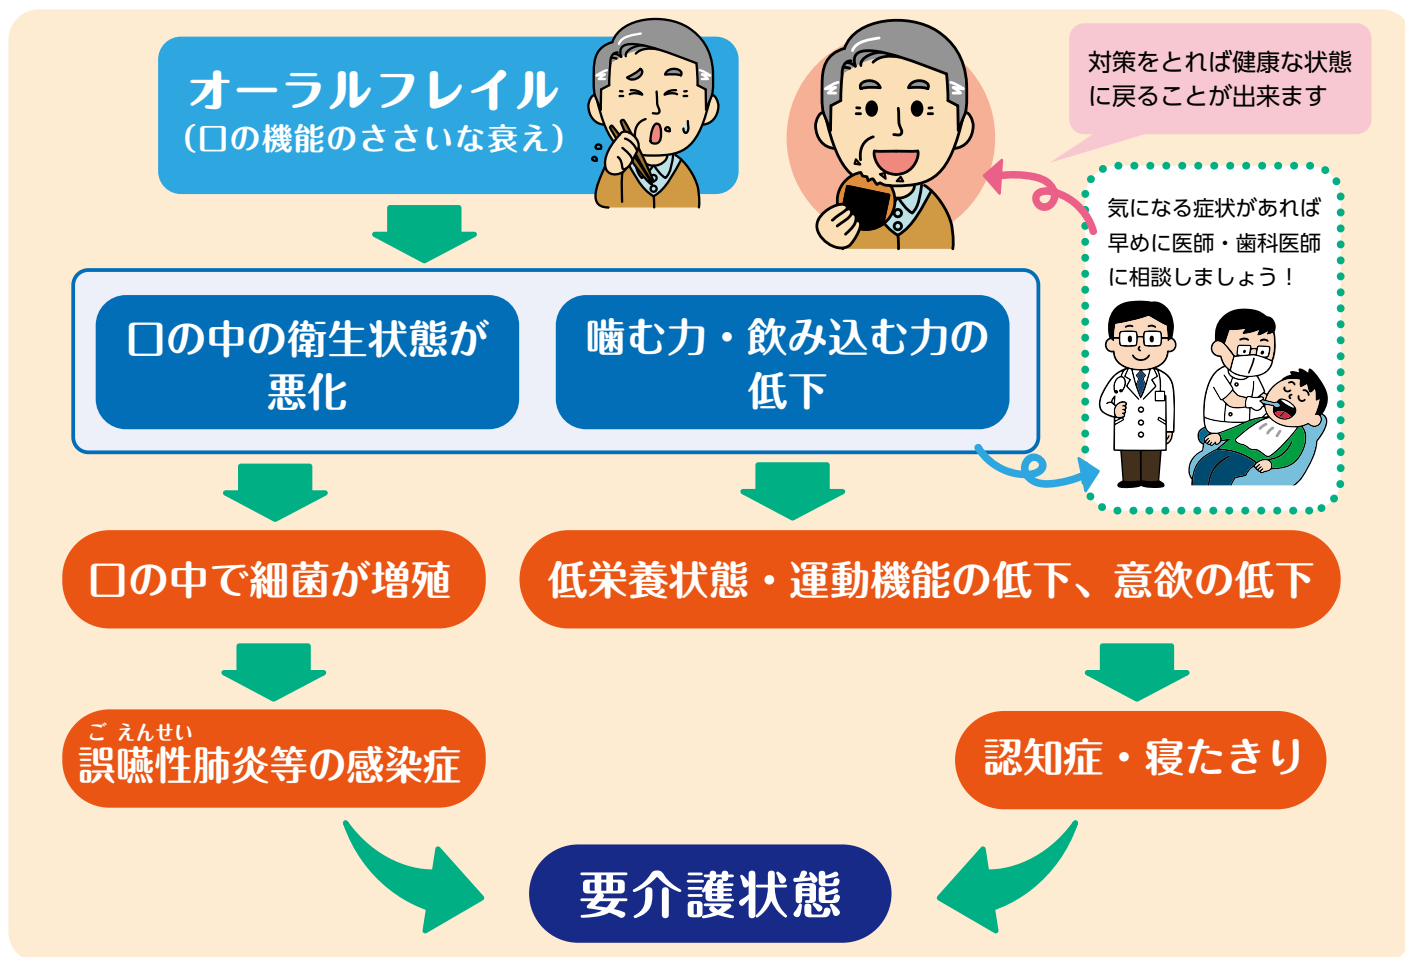 オーラルフレイル
（口の機能のささいな衰え）
対策をとれば健康な状態
に戻ることが出来ます
気になる症状があれば
早めに医師・歯科医師
に相談しましょう！
口の中の衛生状態が
悪化
噛む力・飲み込む力の
低下
口の中で細菌が増殖
低栄養状態・運動機能の低下、意欲の低下
ご えんせい
誤嚥性肺炎等の感染症
認知症・寝たきり
要介護状態